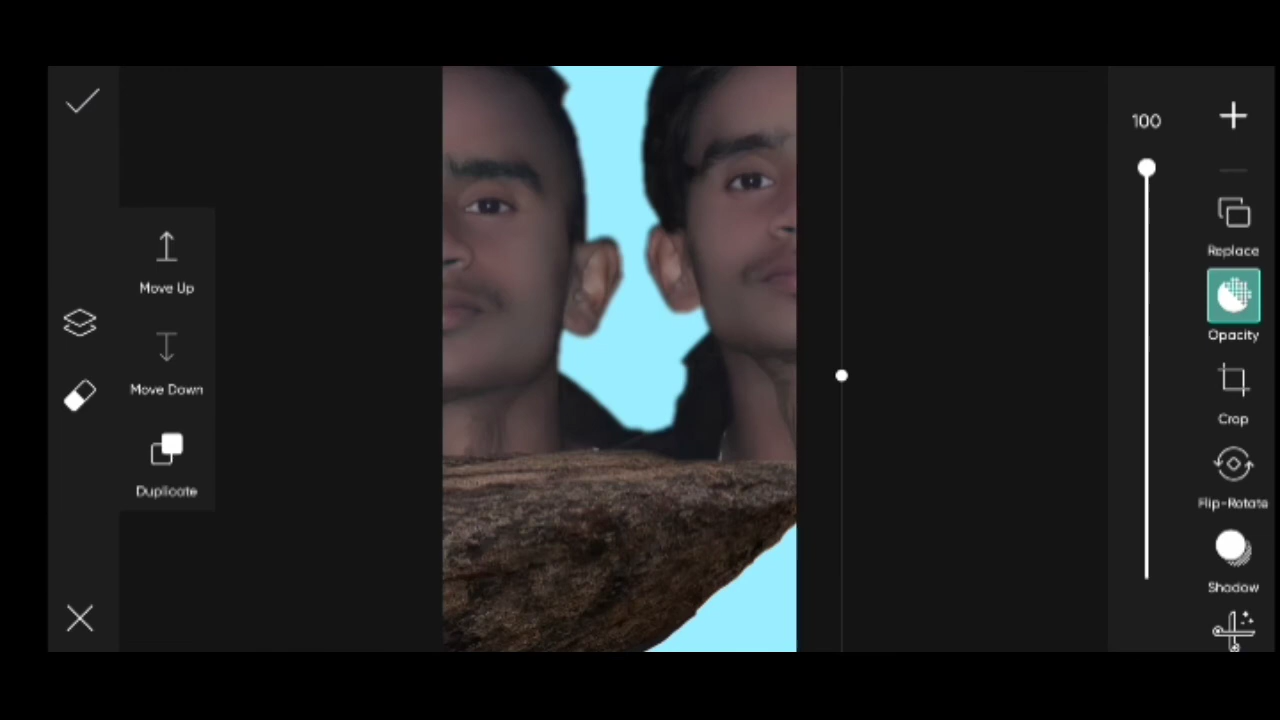 100
Move Up
Move Down
Duplicate
Replace
Opacity
Crop
Flip-Rotate
Shadow